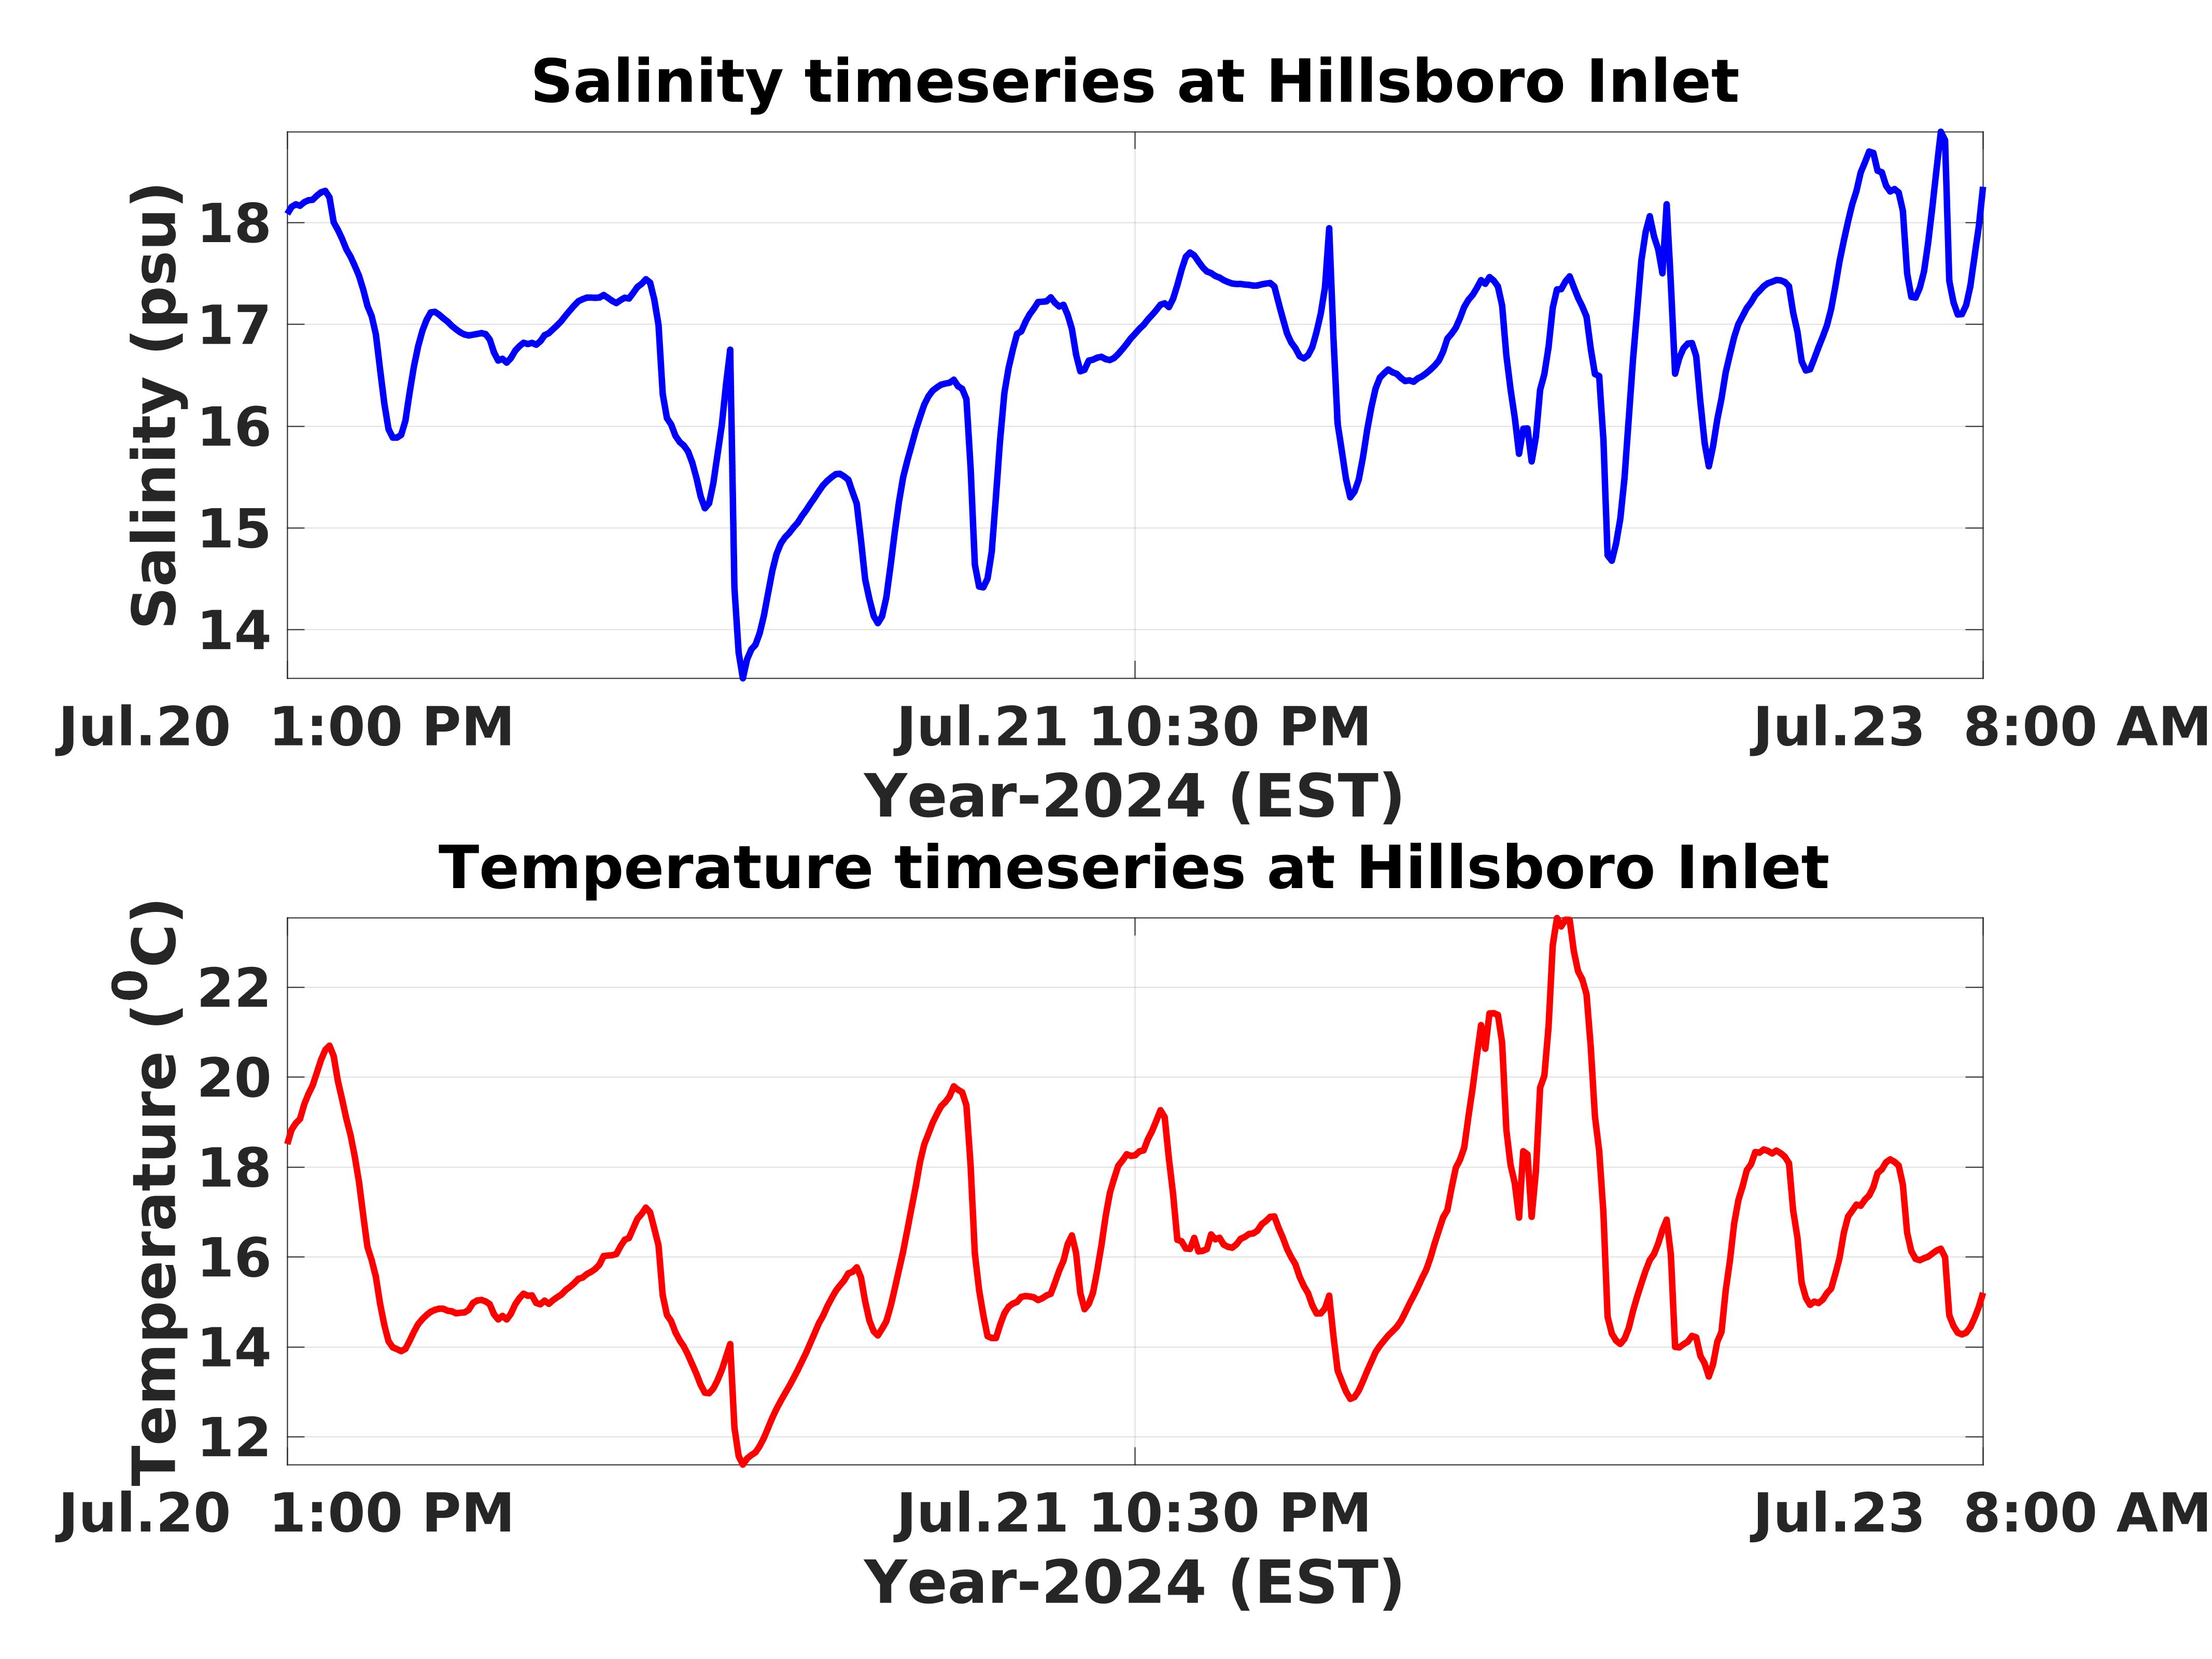 Salinity timeseries at Hillsboro Inlet
Salinity (psu)
18
17
16
15
14
Jul.20  1:00 PM
Jul.21 10:30 PM
Jul.23  8:00 AM
Year-2024 (EST)
Temperature timeseries at Hillsboro Inlet
Temperature (⁰C)
22
20
18
16
14
12
Jul.20  1:00 PM
Jul.21 10:30 PM
Jul.23  8:00 AM
Year-2024 (EST)